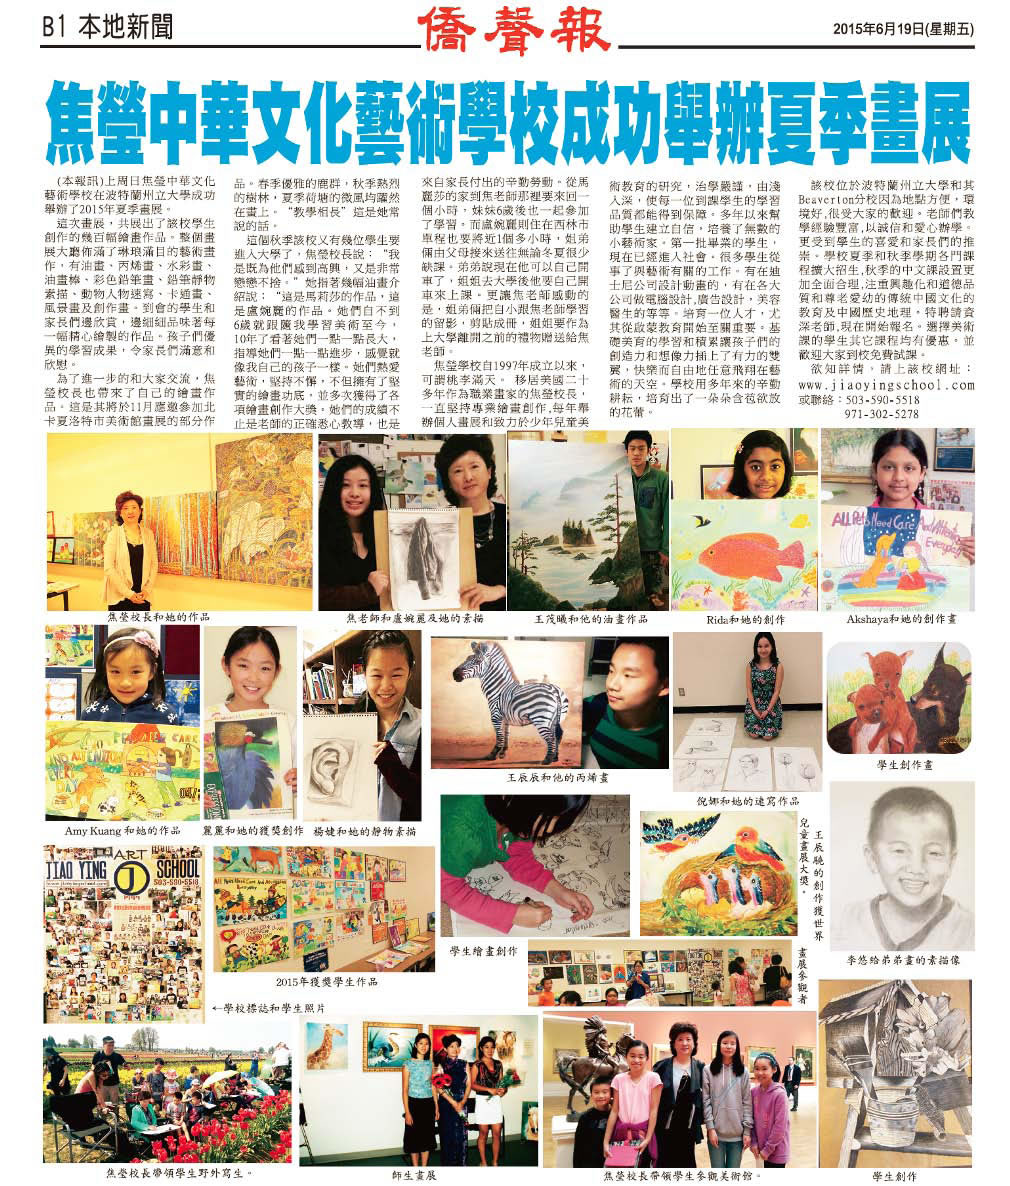 B1 本地新聞
僑聲報
2015年6月19日(星期五)
焦瑩中華文化藝術學校成功舉辦夏季畫展
(本報訊)上周日焦瑩中華文化
藝術學校在波特蘭州立大學成功
舉辦了2015年夏季畫展。
這次畫展，共展出了該校學生
創作的幾百幅繪畫作品。整個畫
展大廳佈滿了琳琅滿目的藝術畫
作，有油畫、丙烯畫、水彩畫、
油畫棒、彩色鉛筆畫、鉛筆靜物
素描、動物人物速寫、卡通畫、
風景畫及創作畫。到會的學生和
家長們邊欣賞，邊細細品味著每
一幅精心繪製的作品。孩子們優
異的學習成果，令家長們滿意和
欣慰。
為了進一步的和大家交流，焦
瑩校長也帶來了自己的繪畫作
品。這是其將於11月應邀參加北
卡夏洛特市美術館畫展的部分作
品。春季優雅的鹿群，秋季熱烈
的樹林，夏季荷塘的微風均躍然
在畫上。“教學相長”這是她常
說的話。
這個秋季該校又有幾位學生要
進入大學了，焦瑩校長說：“我
是既為他們感到高興，又是非常
戀戀不捨。”她指著幾幅油畫介
紹說：“這是馬莉莎的作品，這
是盧婉麗的作品。她們自不到
6歲就跟隨我學習美術至今，
10年了看著她們一點一點長大，
指導她們一點一點進步，感覺就
像我自己的孩子一樣。她們熱愛
藝術，堅持不懈，不但擁有了堅
實的繪畫功底，並多次獲得了各
項繪畫創作大獎。她們的成績不
止是老師的正確悉心教導，也是
來自家長付出的辛勤勞動。從馬
麗莎的家到焦老師那裡要來回一
個小時，妹妹6歲後也一起參加
了學習。而盧婉麗則住在西林市
車程也要將近1個多小時，姐弟
倆由父母接來送往無論冬夏很少
缺課。弟弟說現在他可以自己開
車了，姐姐去大學後他要自己開
車來上課。更讓焦老師感動的
是，姐弟倆把自小跟焦老師學習
的留影，剪貼成冊，姐姐要作為
上大學離開之前的禮物贈送給焦
老師。
焦瑩學校自1997年成立以來，
可謂桃李滿天。 移居美國二十
多年作為職業畫家的焦瑩校長，
一直堅持專業繪畫創作,每年舉
辦個人畫展和致力於少年兒童美
術教育的研究，治學嚴謹，由淺
入深，使每一位到課學生的學習
品質都能得到保障。多年以來幫
助學生建立自信，培養了無數的
小藝術家。第一批畢業的學生，
現在已經進入社會。很多學生從
事了與藝術有關的工作。有在迪
士尼公司設計動畫的，有在各大
公司做電腦設計,廣告設計，美容
醫生的等等。培育一位人才，尤
其從啟蒙教育開始至關重要。基
礎美育的學習和積累讓孩子們的
創造力和想像力插上了有力的雙
翼，快樂而自由地任意飛翔在藝
術的天空。學校用多年來的辛勤
耕耘，培育出了一朵朵含苞欲放
的花蕾。
該校位於波特蘭州立大學和其
Beaverton分校因為地點方便，環
境好,很受大家的歡迎。老師們教
學經驗豐富,以誠信和愛心辦學。
更受到學生的喜愛和家長們的推
崇。學校夏季和秋季學期各門課
程擴大招生,秋季的中文課設置更
加全面合理,注重興趣化和道德品
質和尊老愛幼的傳統中國文化的
教育及中國歷史地理。特聘請資
深老師,現在開始報名。選擇美術
課的學生其它課程均有優惠。並
歡迎大家到校免費試課。
欲知詳情，請上該校網址：
www.jiaoyingschool.com
或聯絡：503-590-5518
971-302-5278
焦瑩校長和她的作品
焦老師和盧婉麗及她的素描
王茂曦和他的油畫作品
Rida和她的創作
All Pets Need Care And Attention Everyday!
Akshaya和她的創作畫
Amy Kuang 和她的作品
麗麗和她的獲獎創作
楊婕和她的靜物素描
王辰辰和他的丙烯畫
倪娜和她的速寫作品
學生創作畫
JIAO YING ART SCHOOL
503-590-5518
2015年獲獎學生作品
←學校標誌和學生照片
學生繪畫創作
王辰曉的創作獲世界
兒童畫展大獎。
畫展參觀者
李悠給弟弟畫的素描像
焦瑩校長帶領學生野外寫生。
師生畫展
焦瑩校長帶領學生參觀美術館。
學生創作